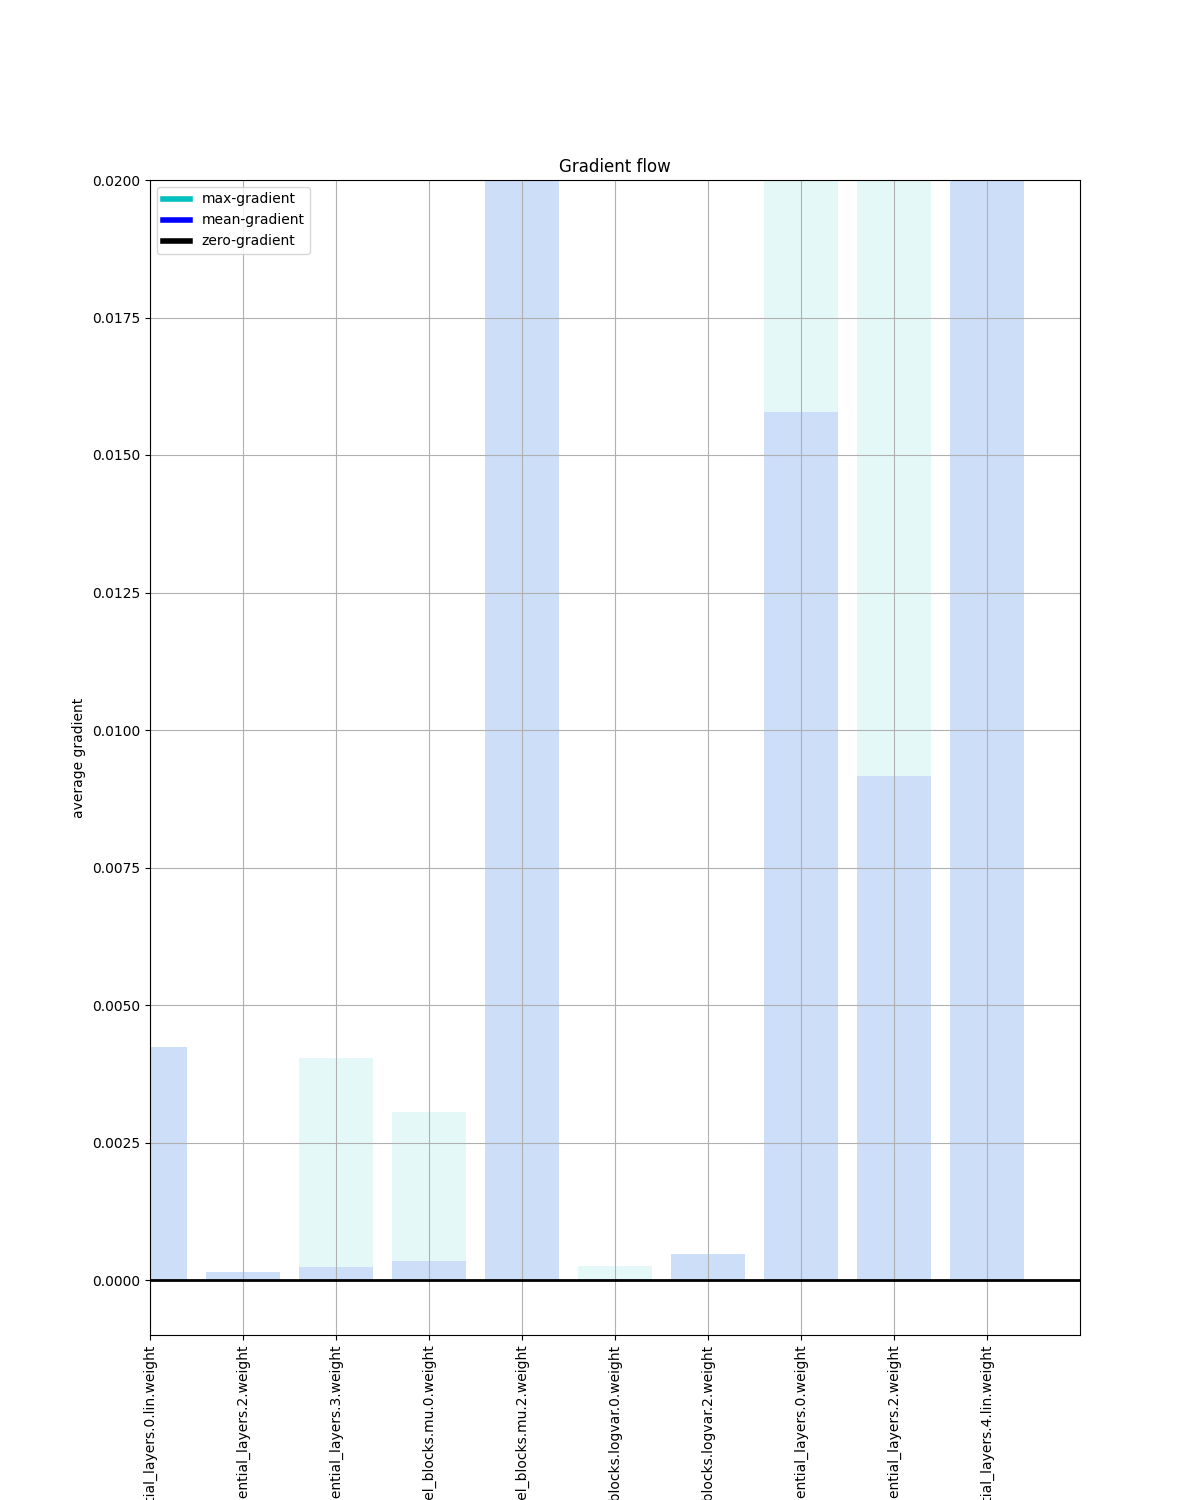 Gradient flow
max-gradient
mean-gradient
zero-gradient
0.0200
0.0175
0.0150
0.0125
0.0100
0.0075
0.0050
0.0025
0.0000
average gradient
tial_layers.0.lin.weight
ential_layers.2.weight
ential_layers.3.weight
el_blocks.mu.0.weight
el_blocks.mu.2.weight
blocks.logvar.0.weight
blocks.logvar.2.weight
ential_layers.0.weight
ential_layers.2.weight
tial_layers.4.lin.weight